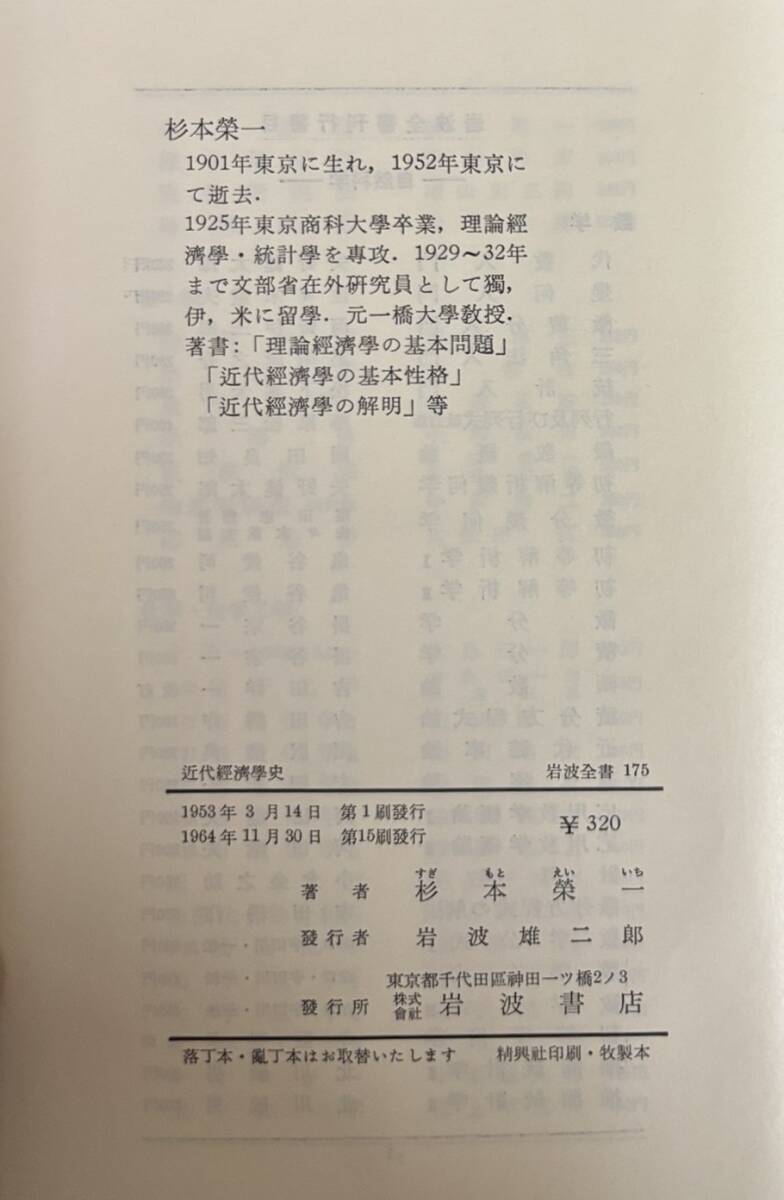 杉本榮一
1901年東京に生れ，1952年東京に
て逝去．
1925年東京商科大學卒業，理論經
濟學・統計學を專攻．1929～32年
まで文部省在外硏究員として獨，
伊，米に留學．元一橋大學敎授．
著書：「理論經濟學の基本問題」
「近代經濟學の基本性格」
「近代經濟學の解明」等
近代經濟學史 岩波全書 175
1953年 3 月14日 第1刷發行
1964年11月30日 第15刷發行
¥ 320
すぎ もと えい いち
著者 杉本榮一
發行者 岩波雄二郎
東京都千代田區神田一ツ橋2ノ3
發行所 株式會社 岩波書店
落丁本・亂丁本はお取替いたします 精興社印刷・牧製本